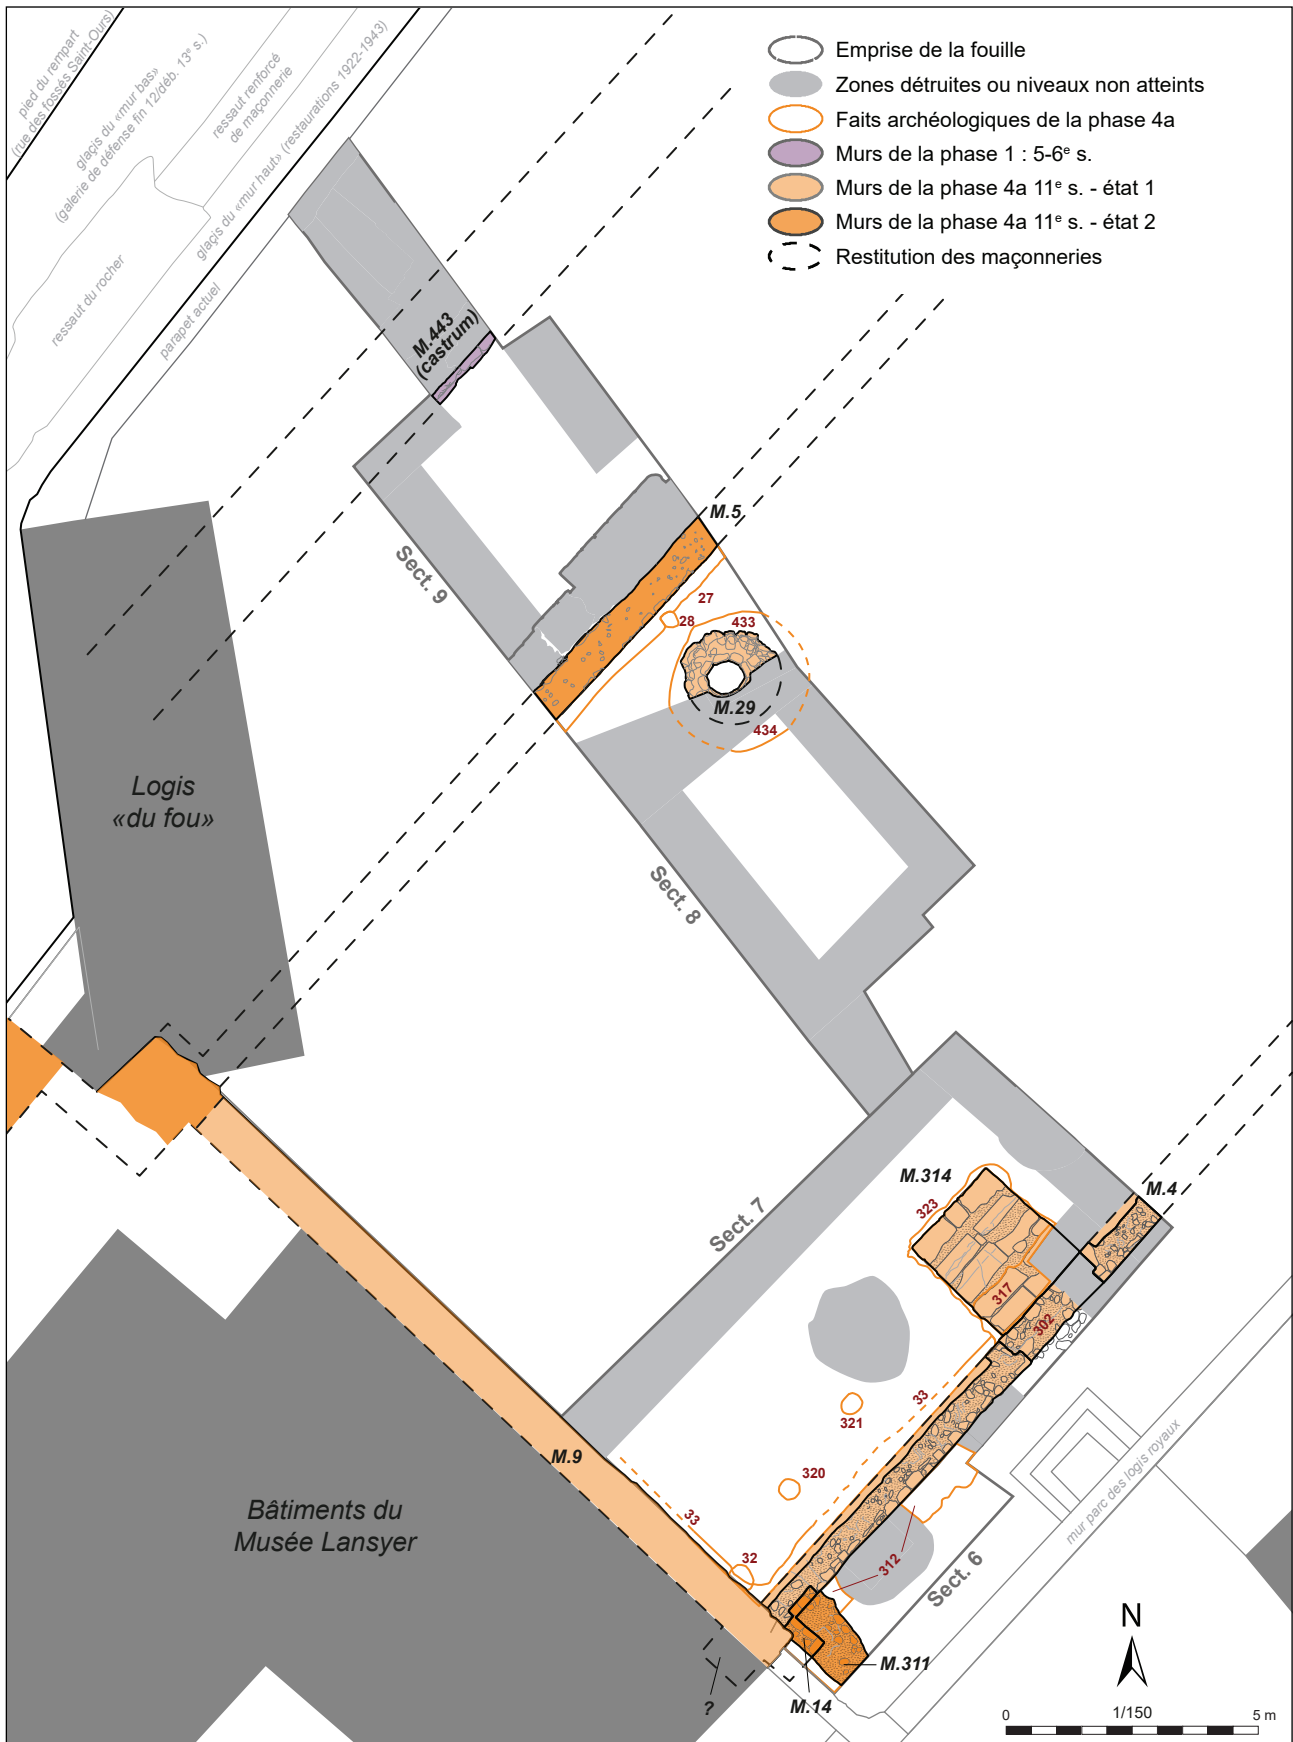 pied du rempart
(rue des fossés Saint-Ours)
glaçis du «mur bas»
(galerie de défense fin 12/déb. 13e s.)
ressaut renforcé
de maçonnerie
glaçis du «mur haut» (restaurations 1922-1943)
ressaut du rocher
parapet actuel
Emprise de la fouille
Zones détruites ou niveaux non atteints
Faits archéologiques de la phase 4a
Murs de la phase 1 : 5-6e s.
Murs de la phase 4a 11e s. - état 1
Murs de la phase 4a 11e s. - état 2
Restitution des maçonneries
M.443
(castrum)
M.5
Sect. 9
27
28
433
M.29
434
Logis
«du fou»
Sect. 8
M.314
M.4
323
Sect. 7
317
302
33
321
M.9
320
mur parc des logis royaux
Bâtiments du
Musée Lansyer
33
32
312
Sect. 6
N
M.311
?
M.14
0
1/150
5 m